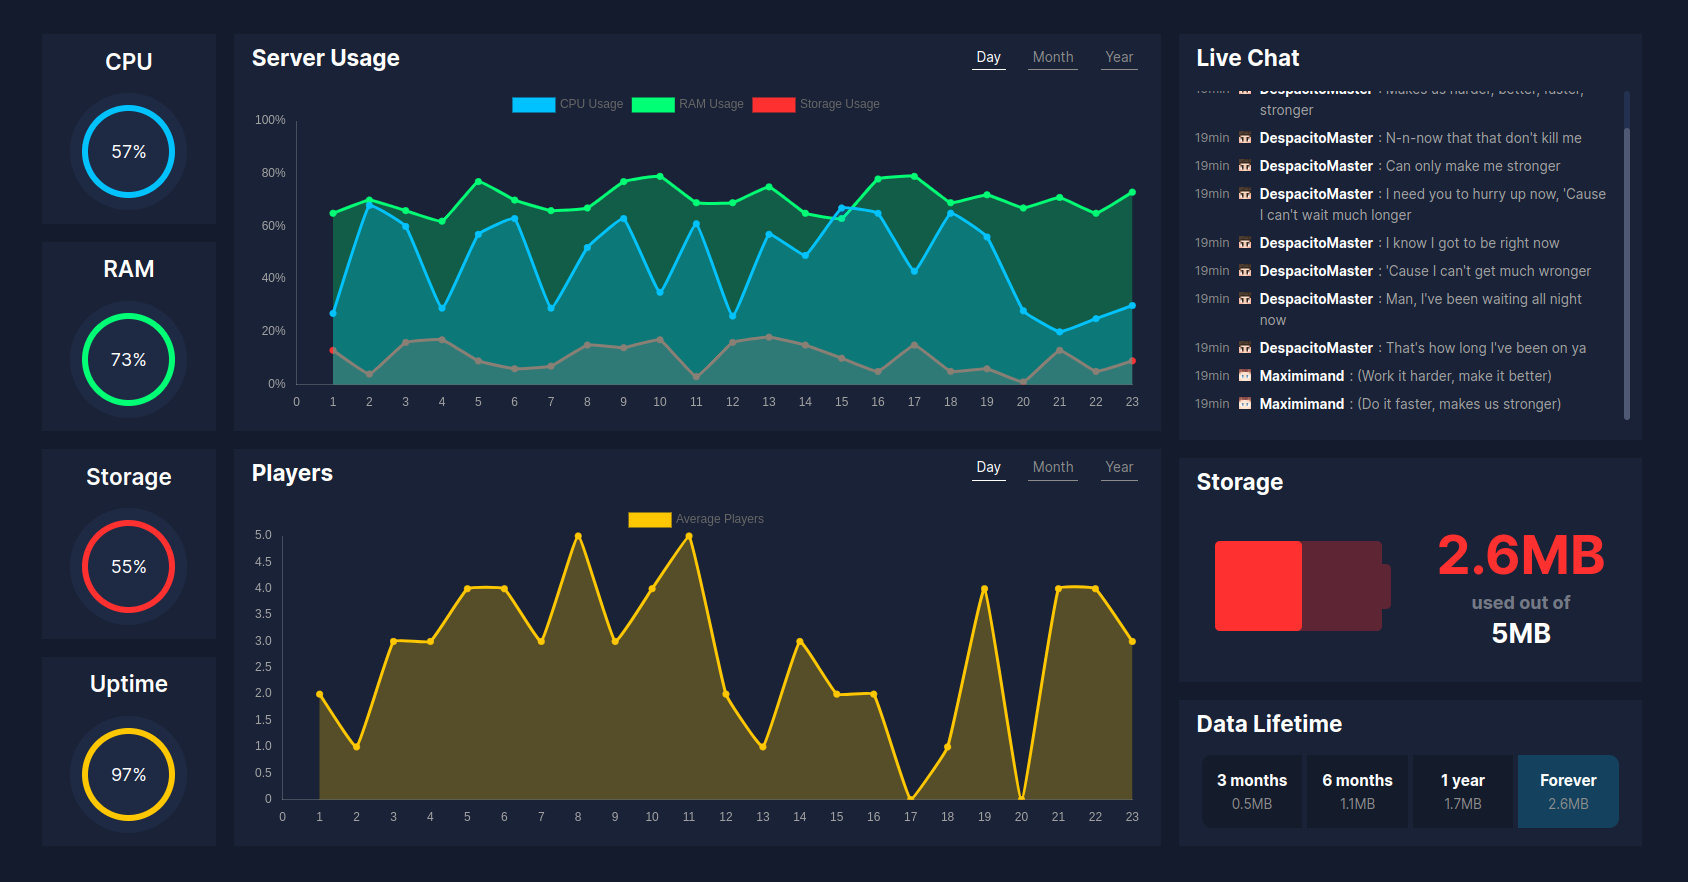 CPU
57%
RAM
73%
Storage
55%
Uptime
97%
Server Usage
Day Month Year
CPU Usage RAM Usage Storage Usage
100%
80%
60%
40%
20%
0%
0 1 2 3 4 5 6 7 8 9 10 11 12 13 14 15 16 17 18 19 20 21 22 23
Players
Day Month Year
Average Players
5.0
4.5
4.0
3.5
3.0
2.5
2.0
1.5
1.0
0.5
0
0 1 2 3 4 5 6 7 8 9 10 11 12 13 14 15 16 17 18 19 20 21 22 23
Live Chat
19min DespacitoMaster : Makes us harder, better, faster,
stronger
19min DespacitoMaster : N-n-now that that don't kill me
19min DespacitoMaster : Can only make me stronger
19min DespacitoMaster : I need you to hurry up now, 'Cause
I can't wait much longer
19min DespacitoMaster : I know I got to be right now
19min DespacitoMaster : 'Cause I can't get much wronger
19min DespacitoMaster : Man, I've been waiting all night
now
19min DespacitoMaster : That's how long I've been on ya
19min Maximimand : (Work it harder, make it better)
19min Maximimand : (Do it faster, makes us stronger)
Storage
2.6MB
used out of
5MB
Data Lifetime
3 months 6 months 1 year Forever
0.5MB 1.1MB 1.7MB 2.6MB